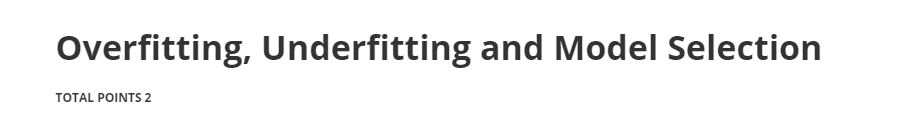 Overfitting, Underfitting and Model Selection
TOTAL POINTS 2